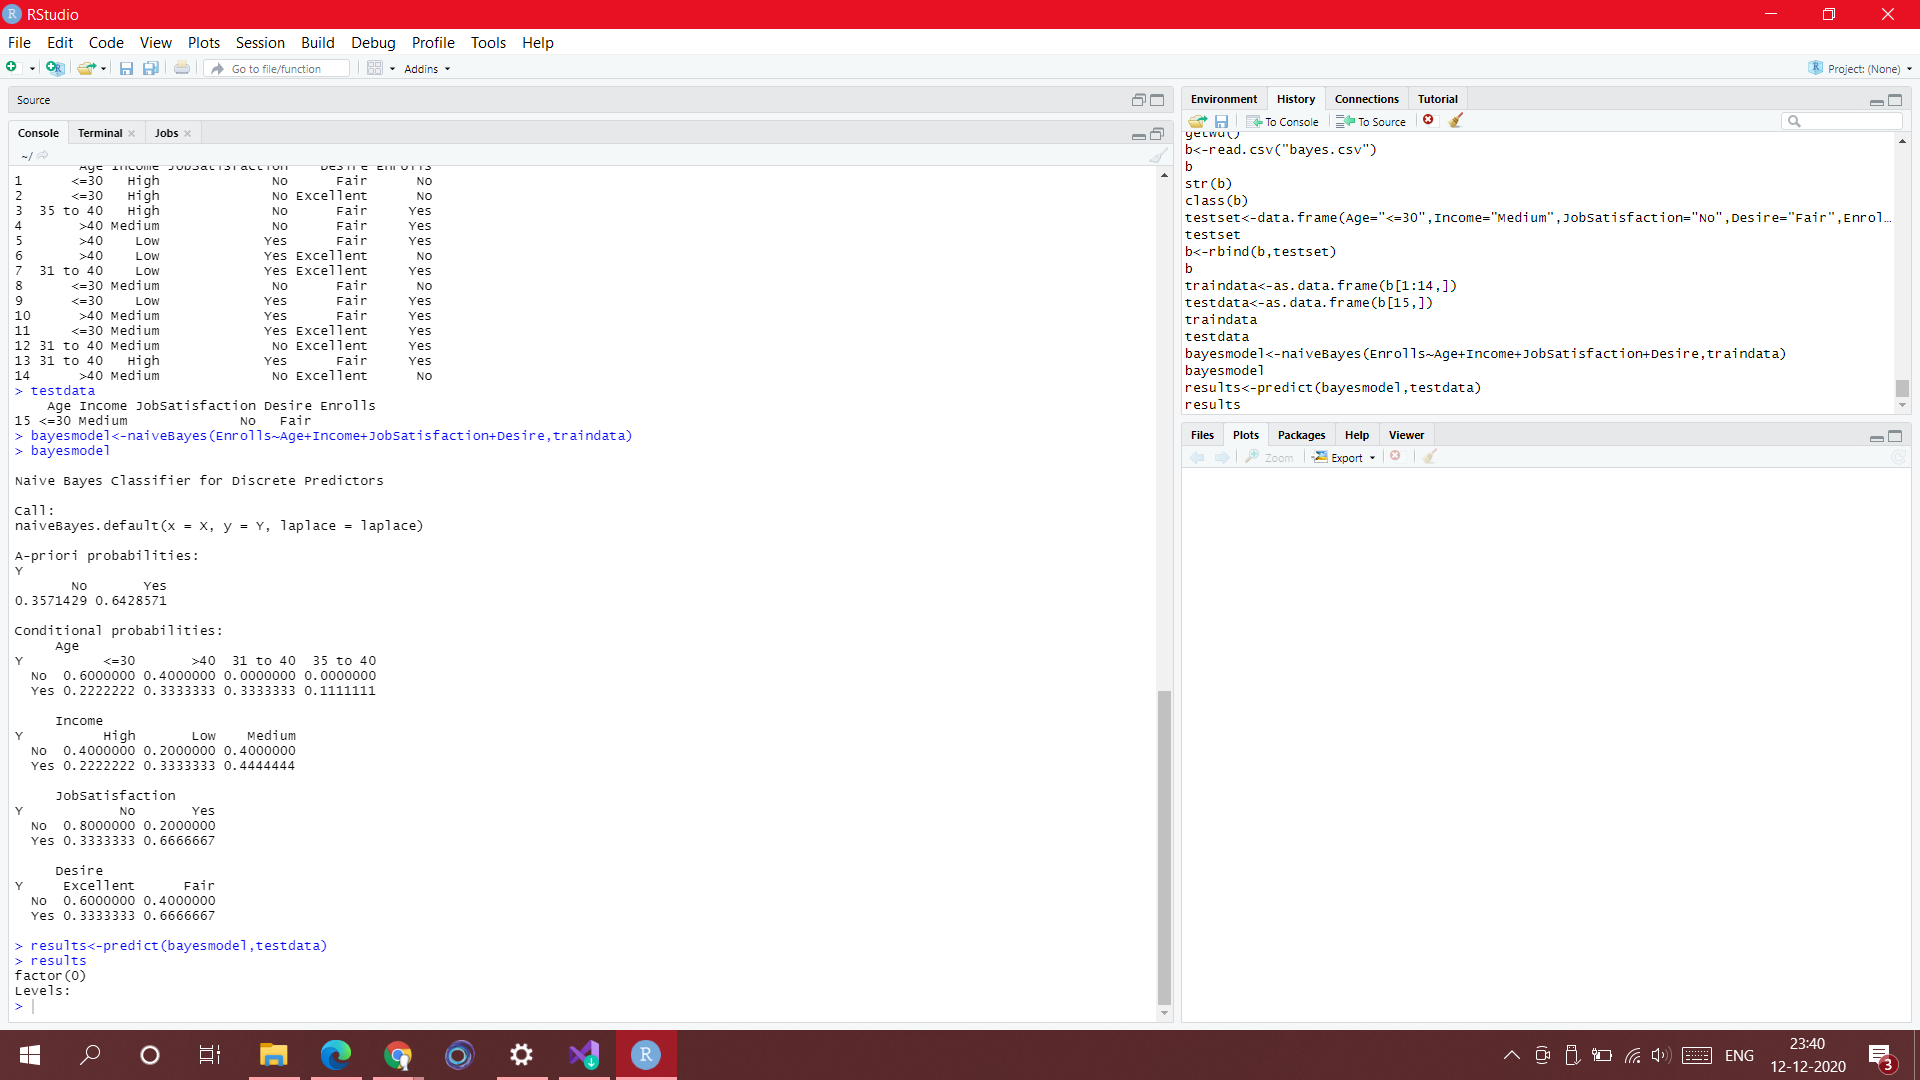 RStudio
File Edit Code View Plots Session Build Debug Profile Tools Help
Go to file/function Addins Project: (None)
Source
Console Terminal Jobs
~/
Age Income JobSatisfaction Desire Enrolls
1 <=30 High No Fair No
2 <=30 High No Excellent No
3 35 to 40 High No Fair Yes
4 >40 Medium No Fair Yes
5 >40 Low Yes Fair Yes
6 >40 Low Yes Excellent No
7 31 to 40 Low Yes Excellent Yes
8 <=30 Medium No Fair No
9 <=30 Low Yes Fair Yes
10 >40 Medium Yes Fair Yes
11 <=30 Medium Yes Excellent Yes
12 31 to 40 Medium No Excellent Yes
13 31 to 40 High Yes Fair Yes
14 >40 Medium No Excellent No
> testdata
Age Income JobSatisfaction Desire Enrolls
15 <=30 Medium No Fair
> bayesmodel<-naiveBayes(Enrolls~Age+Income+JobSatisfaction+Desire,traindata)
> bayesmodel
Naive Bayes Classifier for Discrete Predictors
Call:
naiveBayes.default(x = X, y = Y, laplace = laplace)
A-priori probabilities:
Y
No Yes
0.3571429 0.6428571
Conditional probabilities:
Age
Y <=30 >40 31 to 40 35 to 40
No 0.6000000 0.4000000 0.0000000 0.0000000
Yes 0.2222222 0.3333333 0.3333333 0.1111111
Income
Y High Low Medium
No 0.4000000 0.2000000 0.4000000
Yes 0.2222222 0.3333333 0.4444444
JobSatisfaction
Y No Yes
No 0.8000000 0.2000000
Yes 0.3333333 0.6666667
Desire
Y Excellent Fair
No 0.6000000 0.4000000
Yes 0.3333333 0.6666667
> results<-predict(bayesmodel,testdata)
> results
factor(0)
Levels:
>
Environment History Connections Tutorial
To Console To Source
getwd()
b<-read.csv("bayes.csv")
b
str(b)
class(b)
testset<-data.frame(Age="<=30",Income="Medium",JobSatisfaction="No",Desire="Fair",Enrol…
testset
b<-rbind(b,testset)
b
traindata<-as.data.frame(b[1:14,])
testdata<-as.data.frame(b[15,])
traindata
testdata
bayesmodel<-naiveBayes(Enrolls~Age+Income+JobSatisfaction+Desire,traindata)
bayesmodel
results<-predict(bayesmodel,testdata)
results
Files Plots Packages Help Viewer
Zoom Export
ENG
23:40
12-12-2020
3